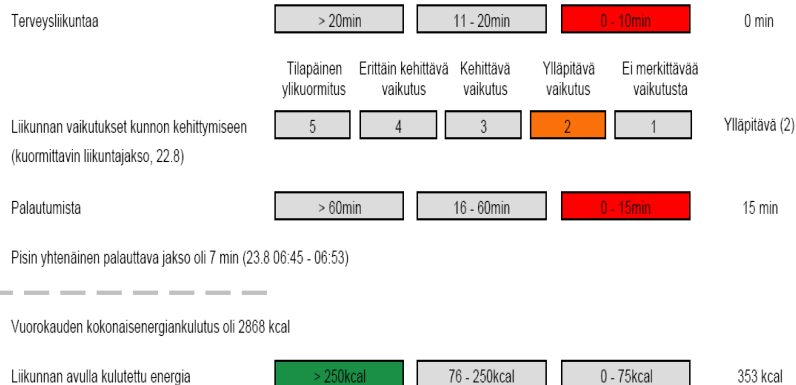 Terveysliikuntaa > 20min 11 - 20min 0 - 10min 0 min
Tilapäinen Erittäin kehittävä Kehittävä Ylläpitävä Ei merkittävää
ylikuormitus vaikutus vaikutus vaikutus vaikutusta
Liikunnan vaikutukset kunnon kehittymiseen 5 4 3 2 1 Ylläpitävä (2)
(kuormittavin liikuntajakso, 22.8)
Palautumista > 60min 16 - 60min 0 - 15min 15 min
Pisin yhtenäinen palauttava jakso oli 7 min (23.8 06:45 - 06:53)
Vuorokauden kokonaisenergiankulutus oli 2868 kcal
Liikunnan avulla kulutettu energia > 250kcal 76 - 250kcal 0 - 75kcal 353 kcal